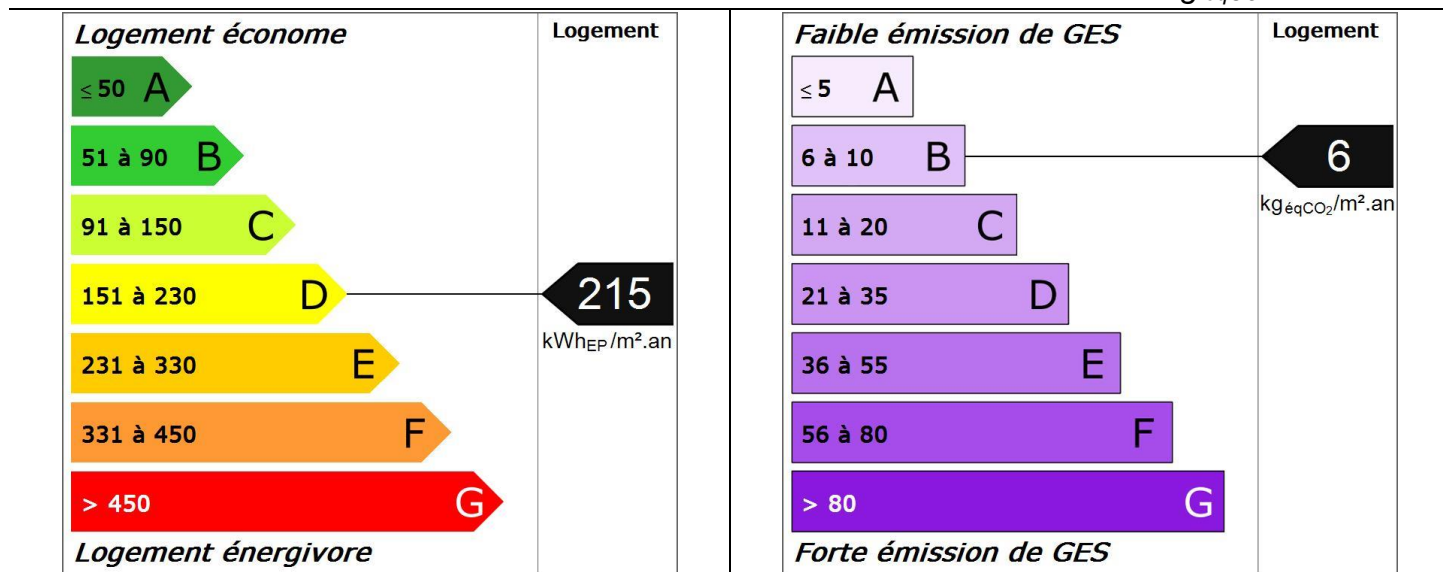 Logement économe Logement
≤ 50 A
51 à 90 B
91 à 150 C
151 à 230 D 215
kWhEP/m².an
231 à 330 E
331 à 450 F
> 450 G
Logement énergivore
Faible émission de GES Logement
≤ 5 A
6 à 10 B 6
kgéqCO₂/m².an
11 à 20 C
21 à 35 D
36 à 55 E
56 à 80 F
> 80 G
Forte émission de GES